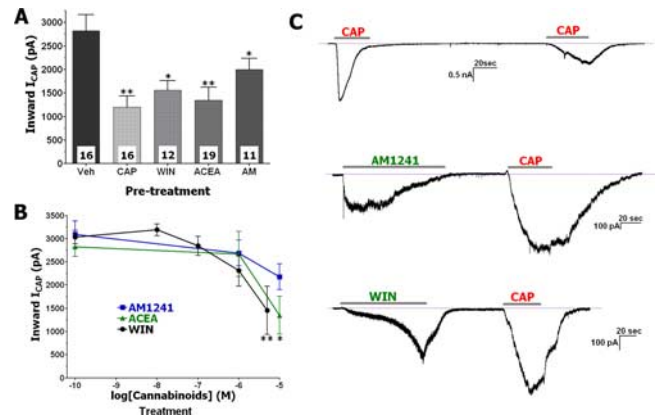 A
Inward I_CAP (pA)
3500
3000
2500
2000
1500
1000
500
0
**
*
**
*
16
16
12
19
11
Veh
CAP
WIN
ACEA
AM
Pre-treatment
B
Inward I_CAP (pA)
3500
3000
2500
2000
1500
1000
500
0
AM1241
ACEA
WIN
** *
-10
-9
-8
-7
-6
-5
log[Cannabinoids] (M)
Treatment
C
CAP
CAP
20sec
0.5 nA
AM1241
CAP
20 sec
100 pA
WIN
CAP
20 sec
100 pA